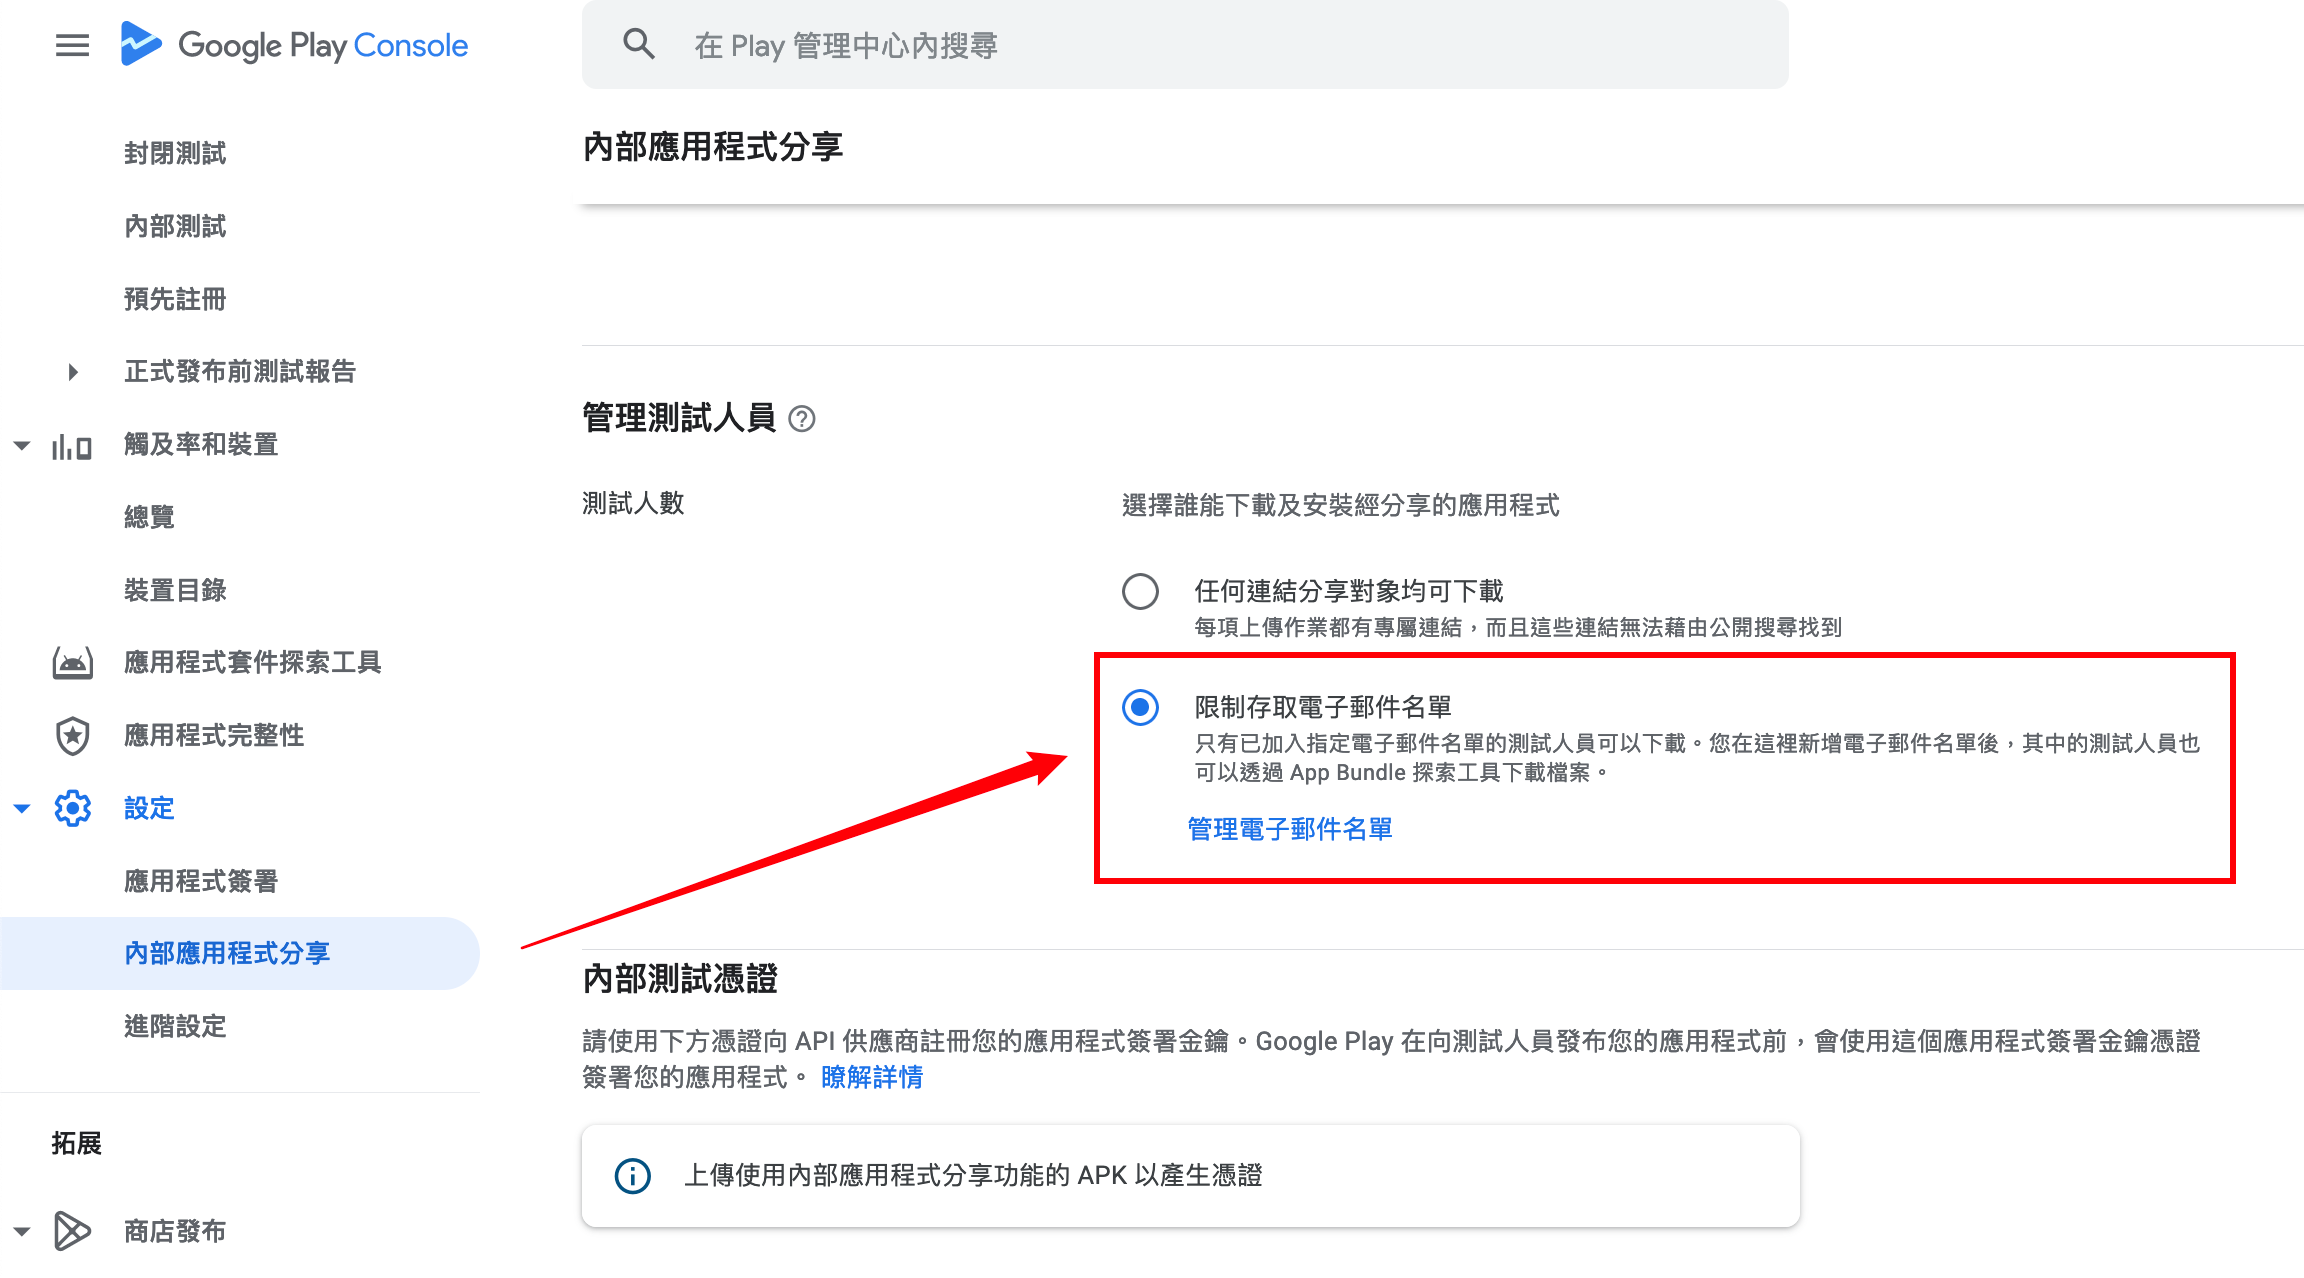 Google Play Console
在 Play 管理中心內搜尋
封閉測試
內部測試
預先註冊
正式發布前測試報告
觸及率和裝置
總覽
裝置目錄
應用程式套件探索工具
應用程式完整性
設定
應用程式簽署
內部應用程式分享
進階設定
拓展
商店發布
內部應用程式分享
管理測試人員
測試人數
選擇誰能下載及安裝經分享的應用程式
任何連結分享對象均可下載
每項上傳作業都有專屬連結，而且這些連結無法藉由公開搜尋找到
限制存取電子郵件名單
只有已加入指定電子郵件名單的測試人員可以下載。您在這裡新增電子郵件名單後，其中的測試人員也
可以透過 App Bundle 探索工具下載檔案。
管理電子郵件名單
內部測試憑證
請使用下方憑證向 API 供應商註冊您的應用程式簽署金鑰。Google Play 在向測試人員發布您的應用程式前，會使用這個應用程式簽署金鑰憑證
簽署您的應用程式。 瞭解詳情
上傳使用內部應用程式分享功能的 APK 以產生憑證